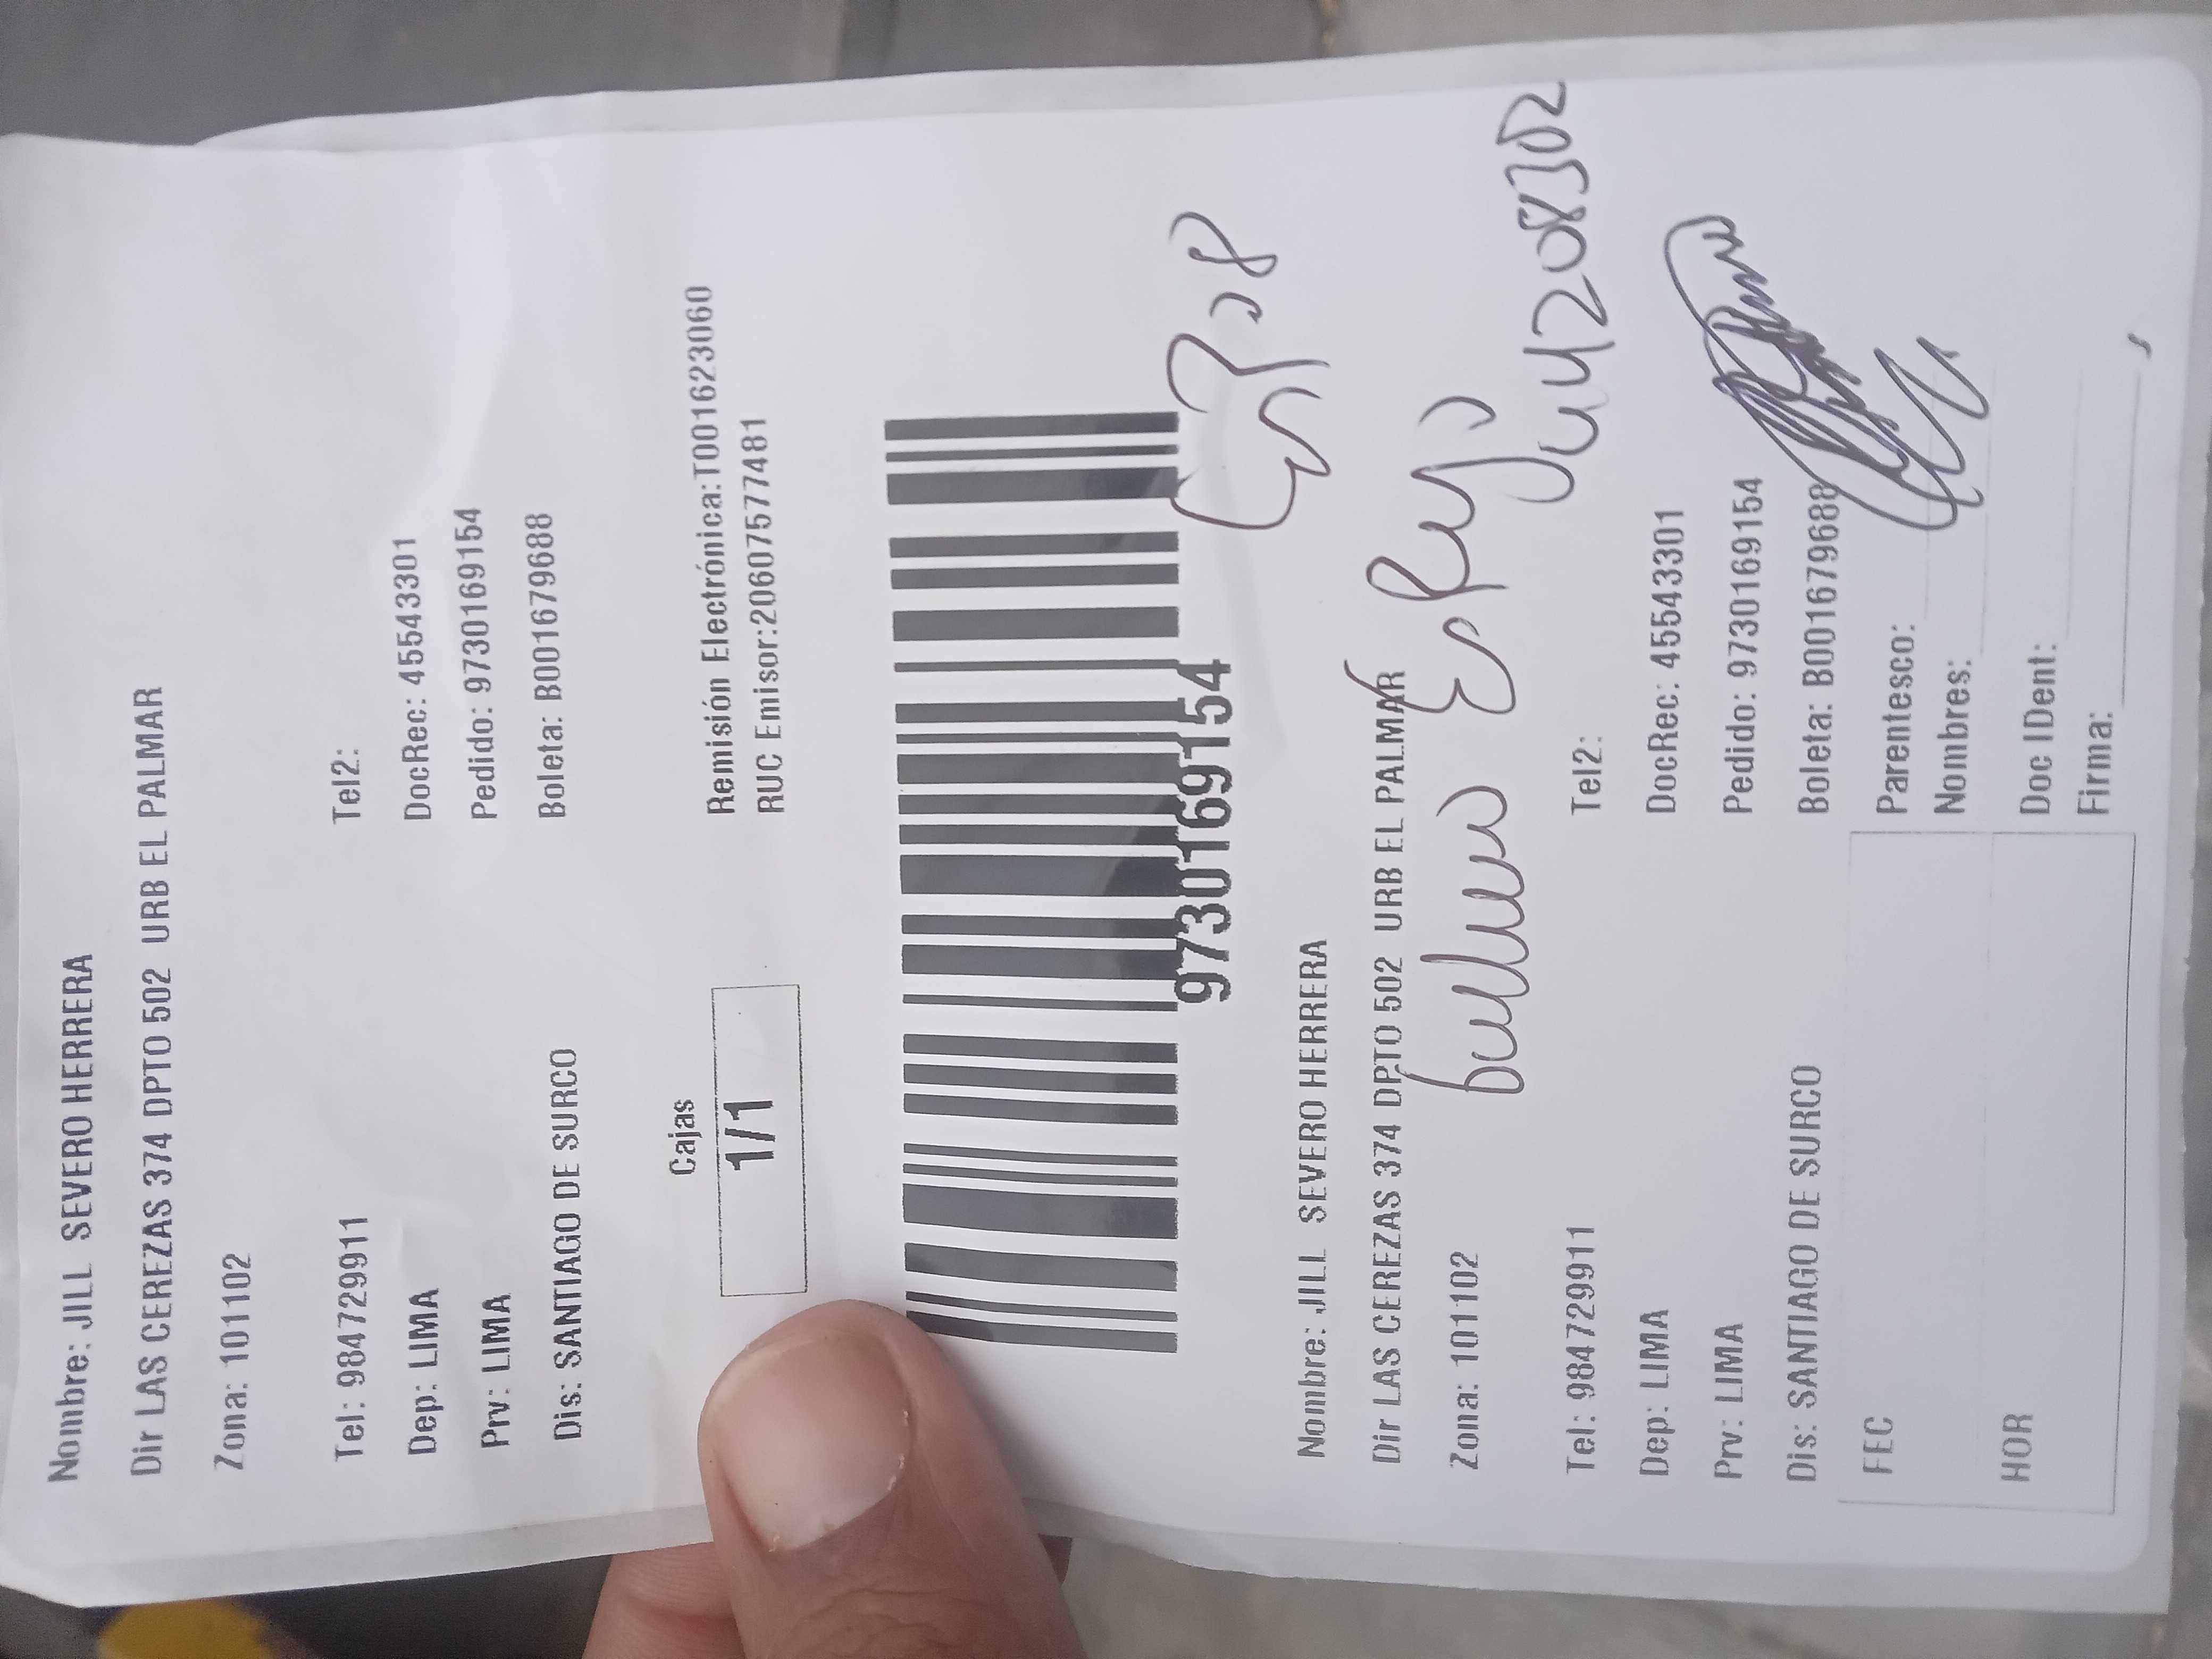 Nombre: JILL SEVERO HERRERA
Dir LAS CEREZAS 374 DPTO 502 URB EL PALMAR
Zona: 101102
Tel: 984729911 Tel2:
Dep: LIMA DocRec: 45543301
Prv: LIMA Pedido: 9730169154
Dis: SANTIAGO DE SURCO Boleta: B001679688
Cajas
1/1
Remisión Electrónica:T001623060
RUC Emisor:20607577481
9730169154
Nombre: JILL SEVERO HERRERA
Dir LAS CEREZAS 374 DPTO 502 URB EL PALMAR
Zona: 101102
Tel: 984729911 Tel2:
Dep: LIMA DocRec: 45543301
Prv: LIMA Pedido: 9730169154
Dis: SANTIAGO DE SURCO Boleta: B001679688
FEC Parentesco:
Nombres:
HOR Doc IDent:
Firma: